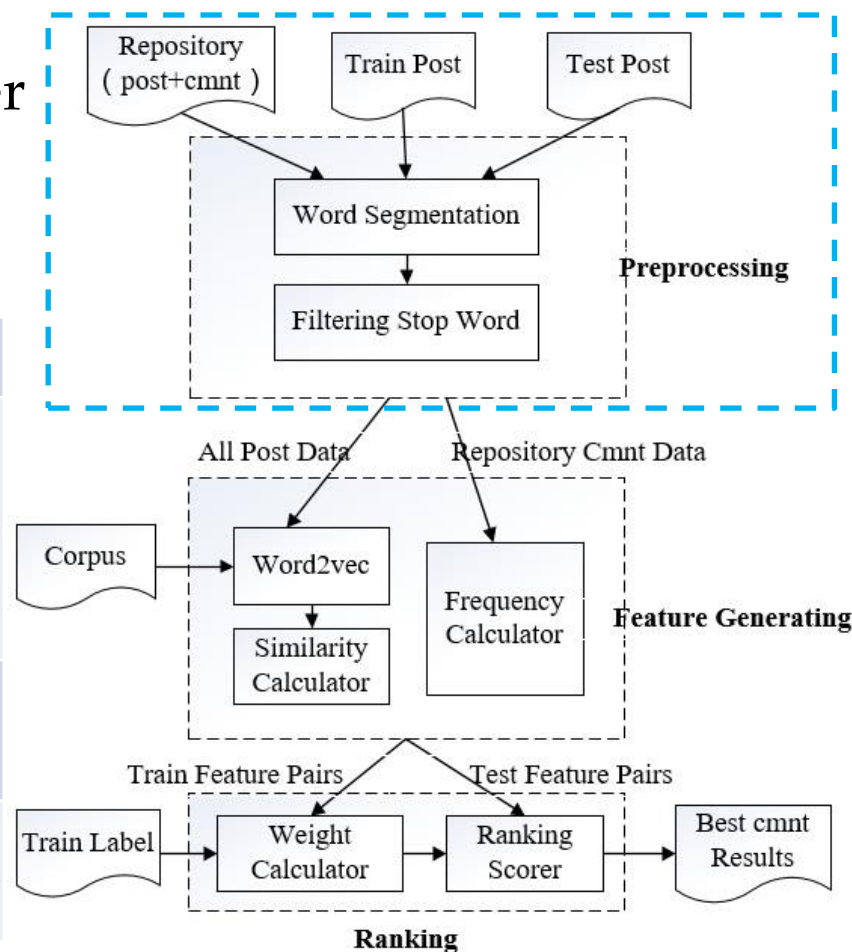 er
Repository
( post+cmnt )
Train Post
Test Post
Word Segmentation
Preprocessing
Filtering Stop Word
All Post Data
Repository Cmnt Data
Corpus
Word2vec
Frequency
Calculator
Feature Generating
Similarity
Calculator
Train Feature Pairs
Test Feature Pairs
Train Label
Weight
Calculator
Ranking
Scorer
Best cmnt
Results
Ranking